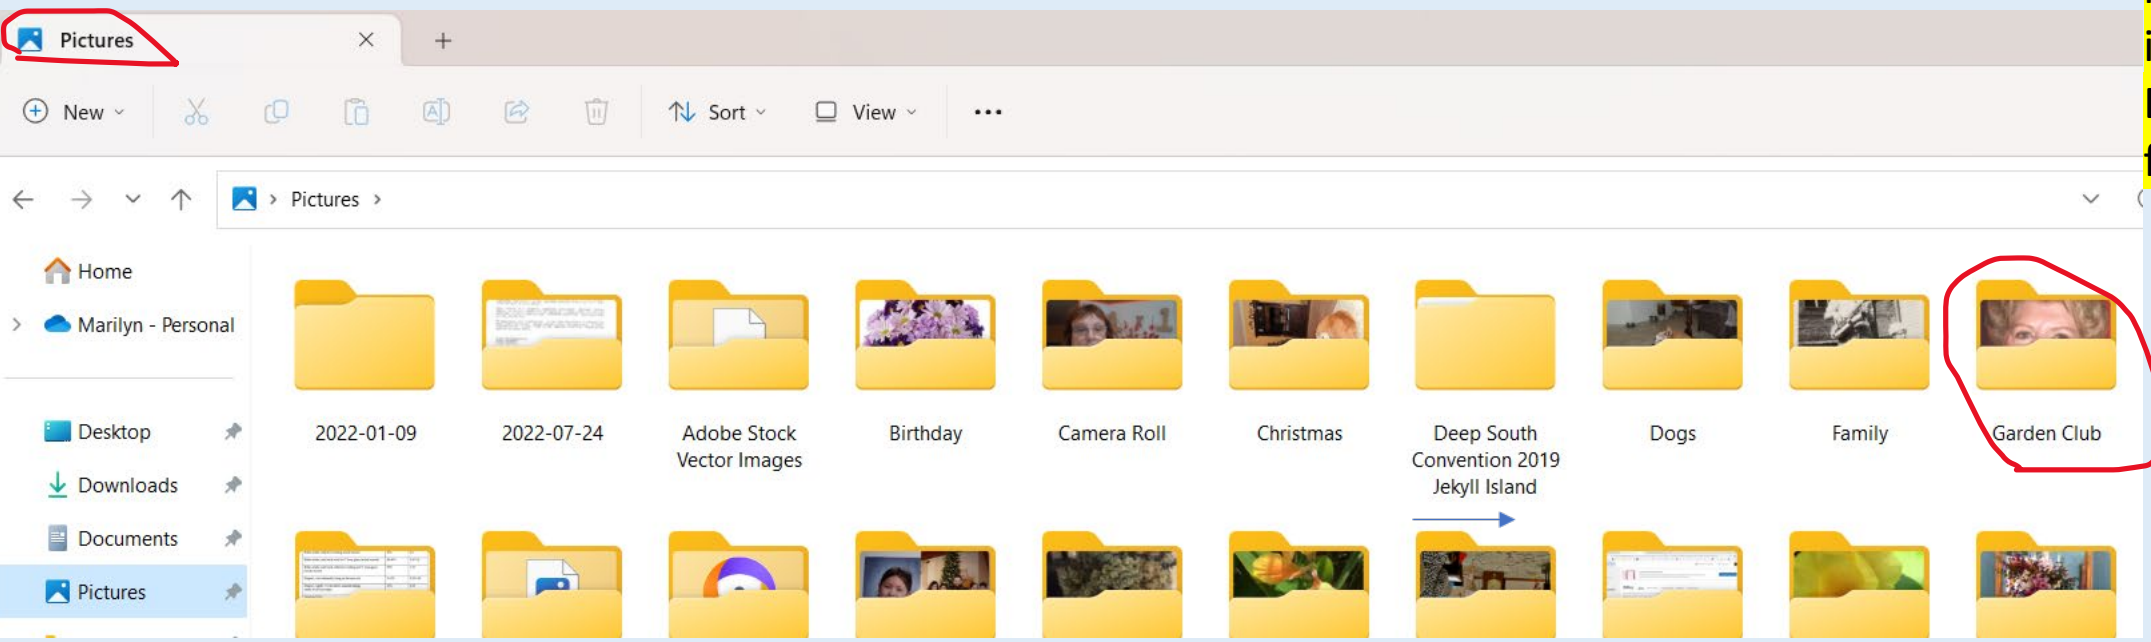 Pictures
New
Sort
View
Pictures
Home
Marilyn - Personal
Desktop
Downloads
Documents
Pictures
2022-01-09
2022-07-24
Adobe Stock
Vector Images
Birthday
Camera Roll
Christmas
Deep South
Convention 2019
Jekyll Island
Dogs
Family
Garden Club